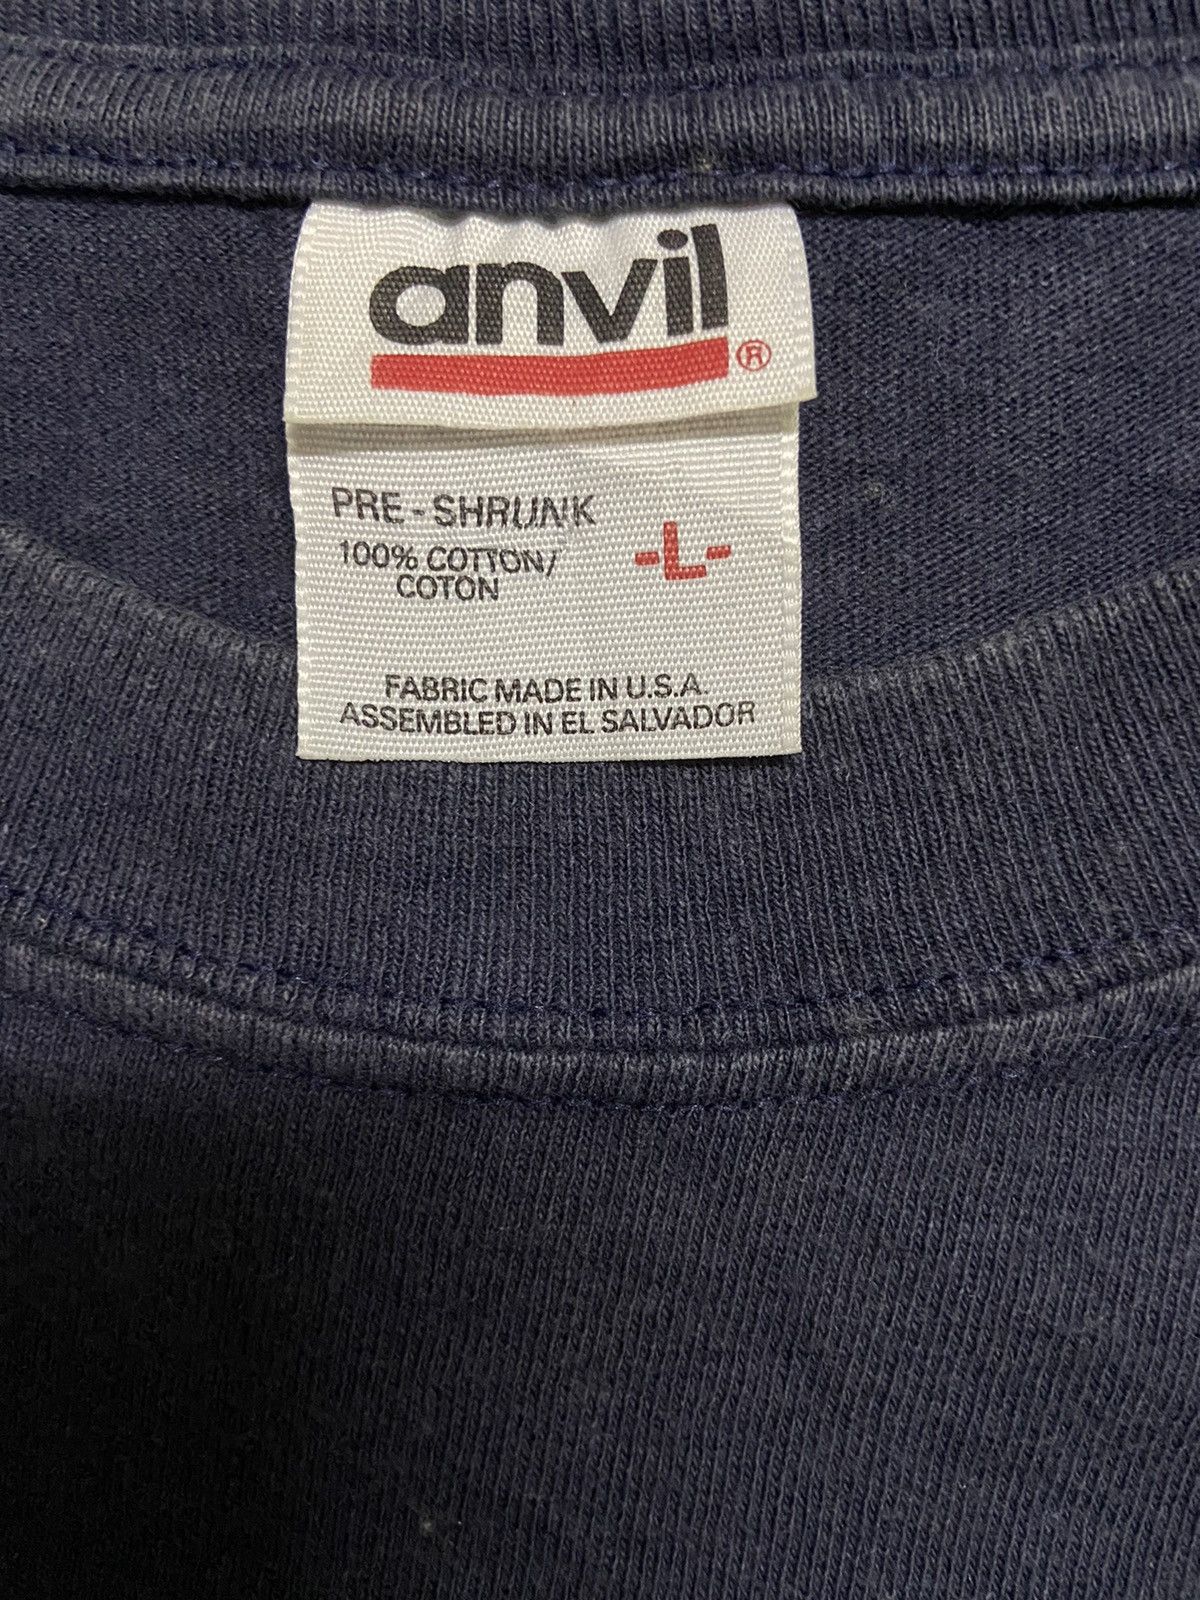 anvil®
PRE-SHRUNK
-L-
100% COTTON/
COTON
FABRIC MADE IN U.S.A.
ASSEMBLED IN EL SALVADOR